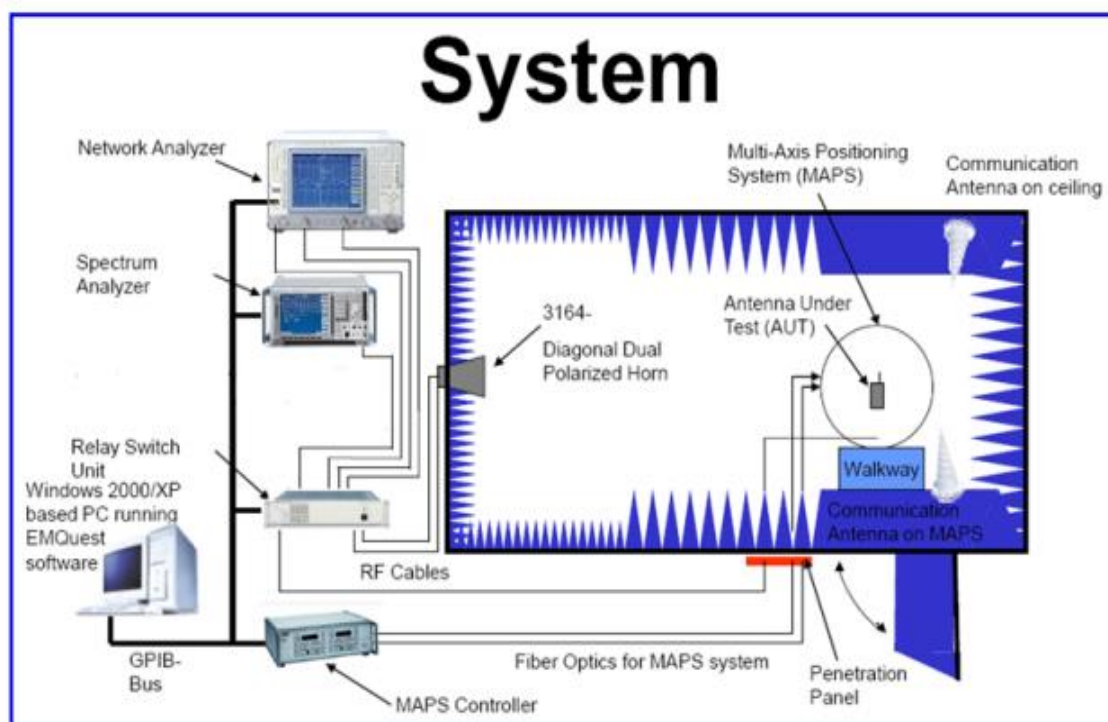 System
Network Analyzer
Multi-Axis Positioning
System (MAPS)
Communication
Antenna on ceiling
Spectrum
Analyzer
3164-
Diagonal Dual
Polarized Horn
Antenna Under
Test (AUT)
Relay Switch
Unit
Windows 2000/XP
based PC running
EMQuest
software
Walkway
Communication
Antenna on MAPS
RF Cables
GPIB-
Bus
Fiber Optics for MAPS system
Penetration
Panel
MAPS Controller